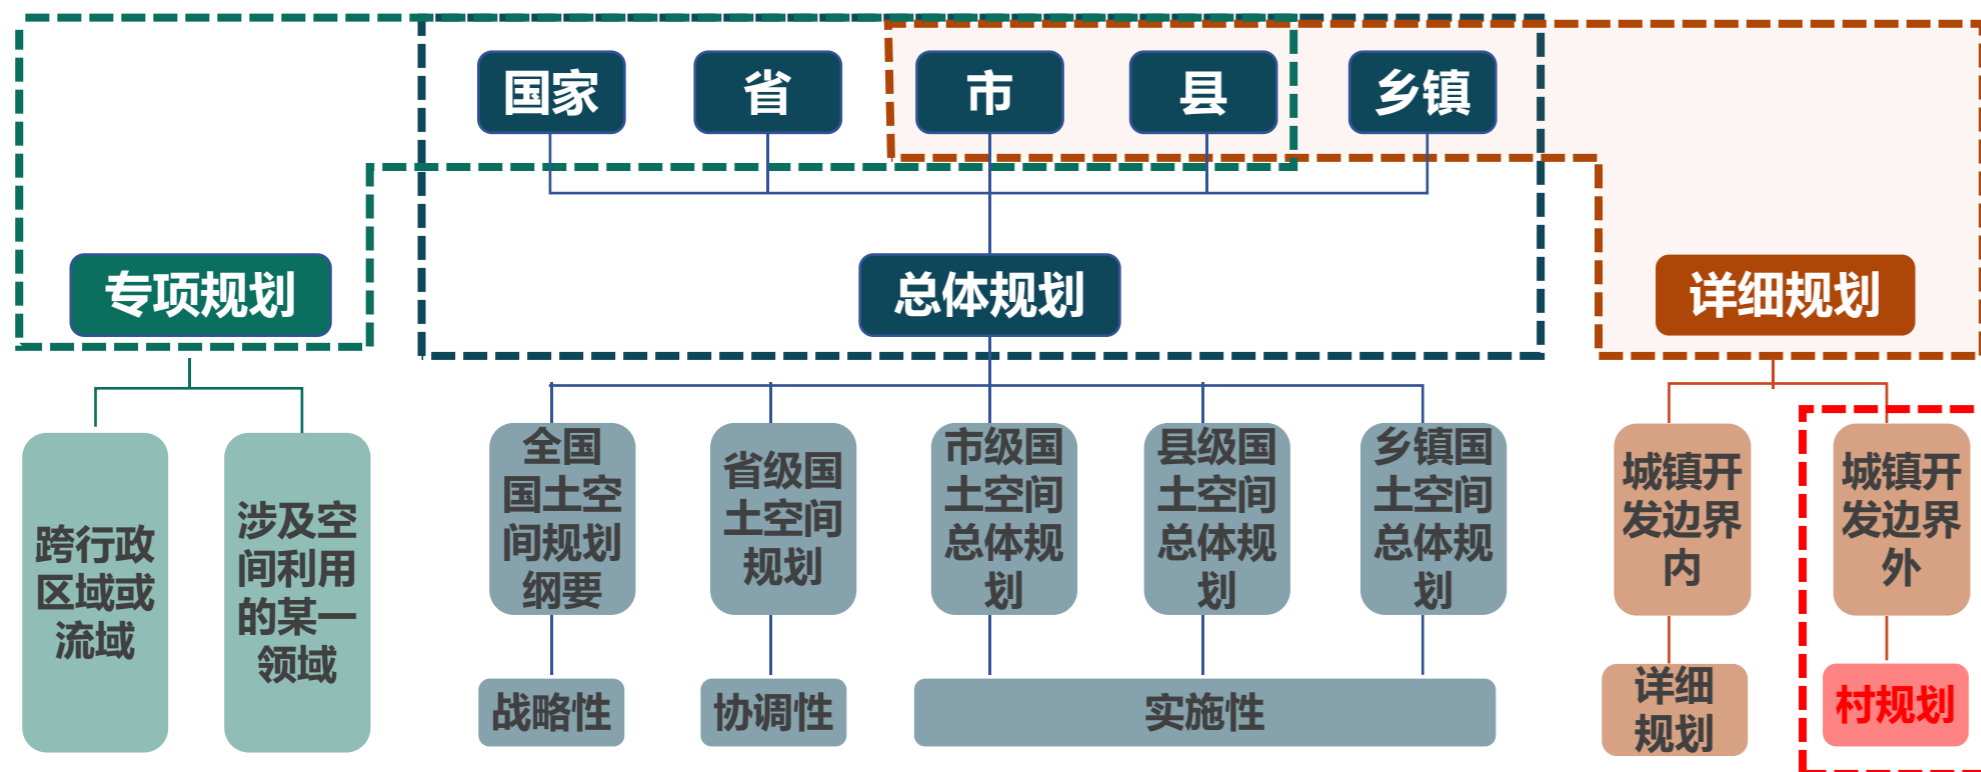 国家
省
市
县
乡镇
专项规划
总体规划
详细规划
跨行政
区域或
流域
涉及空
间利用
的某一
领域
全国
国土空
间规划
纲要
省级国
土空间
规划
市级国
土空间
总体规
划
县级国
土空间
总体规
划
乡镇国
土空间
总体规
划
城镇开
发边界
内
城镇开
发边界
外
战略性
协调性
实施性
详细
规划
村规划